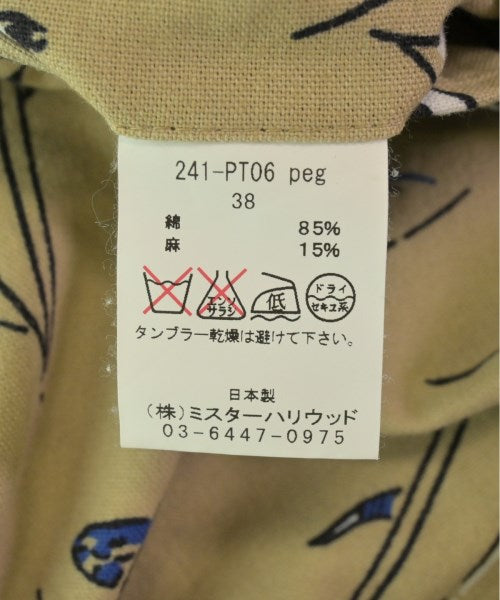 241-PT06 peg
38
綿 85%
麻 15%
エンソ サラシ 低 ドライ セキユ系
タンブラー乾燥は避けて下さい。
日本製
(株)ミスターハリウッド
03-6447-0975